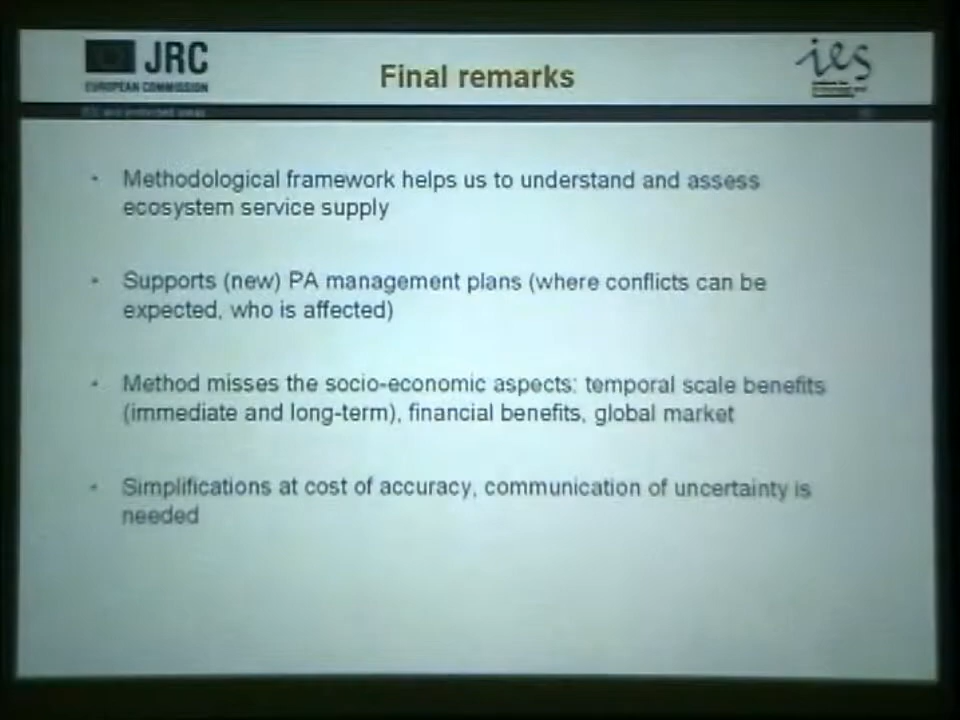 JRC
EUROPEAN COMMISSION
Final remarks
ies
• Methodological framework helps us to understand and assess
ecosystem service supply
• Supports (new) PA management plans (where conflicts can be
expected, who is affected)
• Method misses the socio-economic aspects: temporal scale benefits
(immediate and long-term), financial benefits, global market
• Simplifications at cost of accuracy, communication of uncertainty is
needed